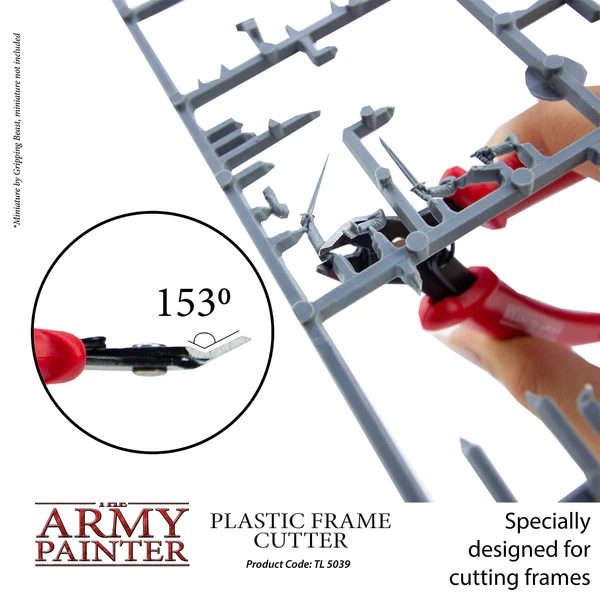 *Miniature by Gripping Beast, miniature not included
153⁰
THE
ARMY
PAINTER
PLASTIC FRAME
CUTTER
Product Code: TL 5039
Specially
designed for
cutting frames